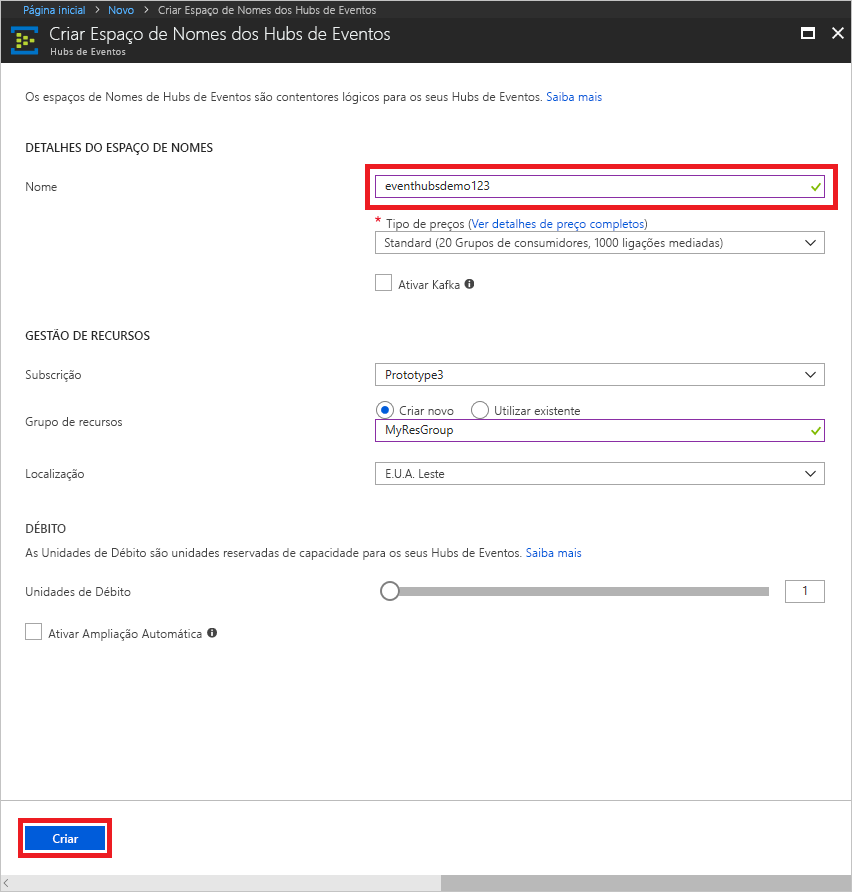 Página inicial > Novo > Criar Espaço de Nomes dos Hubs de Eventos
Criar Espaço de Nomes dos Hubs de Eventos
Hubs de Eventos
Os espaços de Nomes de Hubs de Eventos são contentores lógicos para os seus Hubs de Eventos. Saiba mais
DETALHES DO ESPAÇO DE NOMES
Nome
eventhubsdemo123
* Tipo de preços (Ver detalhes de preço completos)
Standard (20 Grupos de consumidores, 1000 ligações mediadas)
Ativar Kafka
GESTÃO DE RECURSOS
Subscrição
Prototype3
Criar novo Utilizar existente
Grupo de recursos
MyResGroup
Localização
E.U.A. Leste
DÉBITO
As Unidades de Débito são unidades reservadas de capacidade para os seus Hubs de Eventos. Saiba mais
Unidades de Débito
1
Ativar Ampliação Automática
Criar